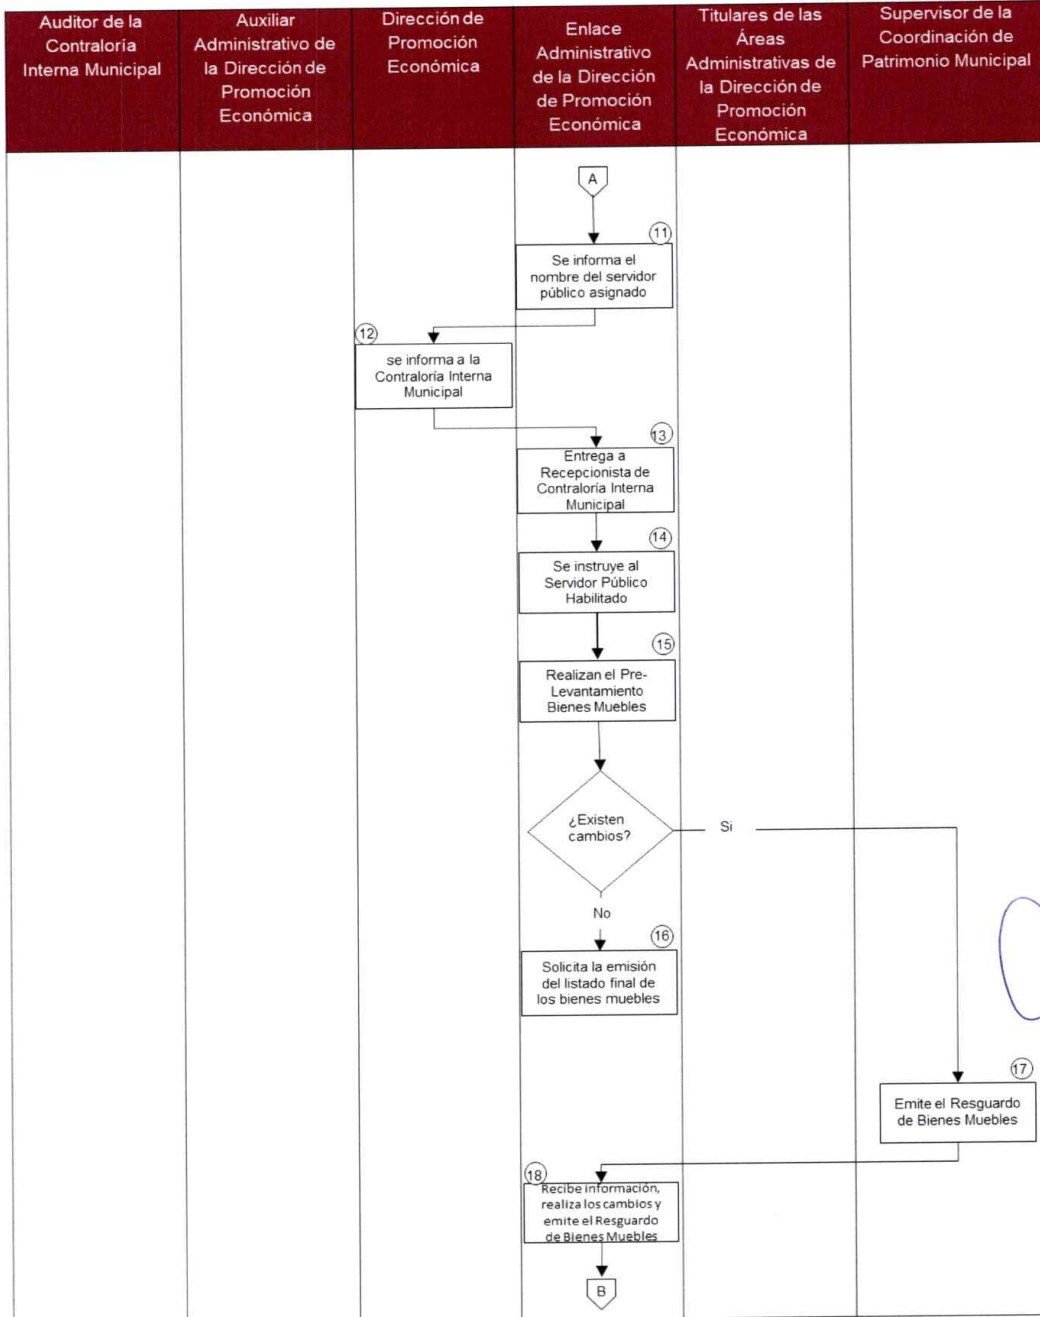 Auditor de la
Contraloría
Interna Municipal
Auxiliar
Administrativo de
la Dirección de
Promoción
Económica
Dirección de
Promoción
Económica
Enlace
Administrativo
de la Dirección
de Promoción
Económica
Titulares de las
Áreas
Administrativas de
la Dirección de
Promoción
Económica
Supervisor de la
Coordinación de
Patrimonio Municipal
A
11
Se informa el
nombre del servidor
público asignado
12
se informa a la
Contraloría Interna
Municipal
13
Entrega a
Recepcionista de
Contraloría Interna
Municipal
14
Se instruye al
Servidor Público
Habilitado
15
Realizan el Pre-
Levantamiento
Bienes Muebles
¿Existen
cambios?
Si
No
16
Solicita la emisión
del listado final de
los bienes muebles
17
Emite el Resguardo
de Bienes Muebles
18
Recibe información,
realiza los cambios y
emite el Resguardo
de Bienes Muebles
B